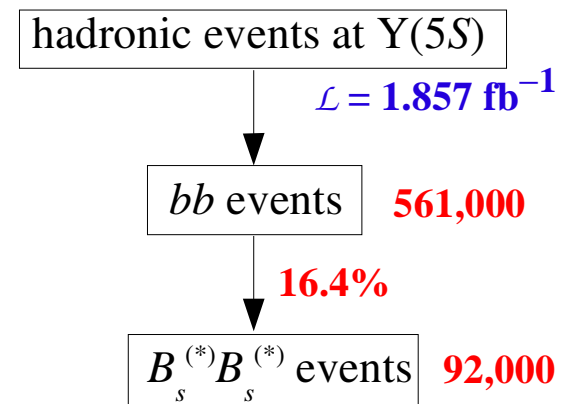 hadronic events at Υ(5S)
ℒ = 1.857 fb⁻¹
bb events 561,000
16.4%
Bₛ⁽*⁾Bₛ⁽*⁾ events 92,000